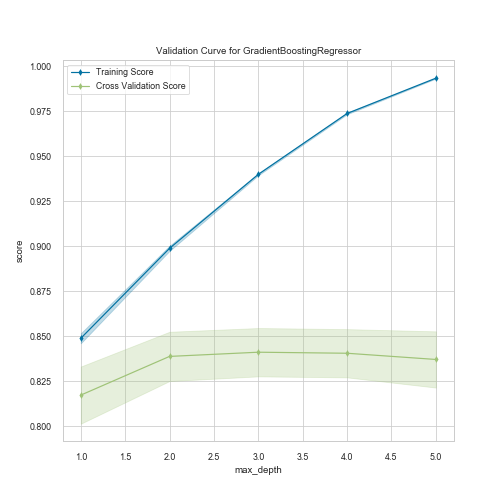 Validation Curve for GradientBoostingRegressor
Training Score
Cross Validation Score
1.000
0.975
0.950
0.925
0.900
0.875
0.850
0.825
0.800
score
1.0 1.5 2.0 2.5 3.0 3.5 4.0 4.5 5.0
max_depth